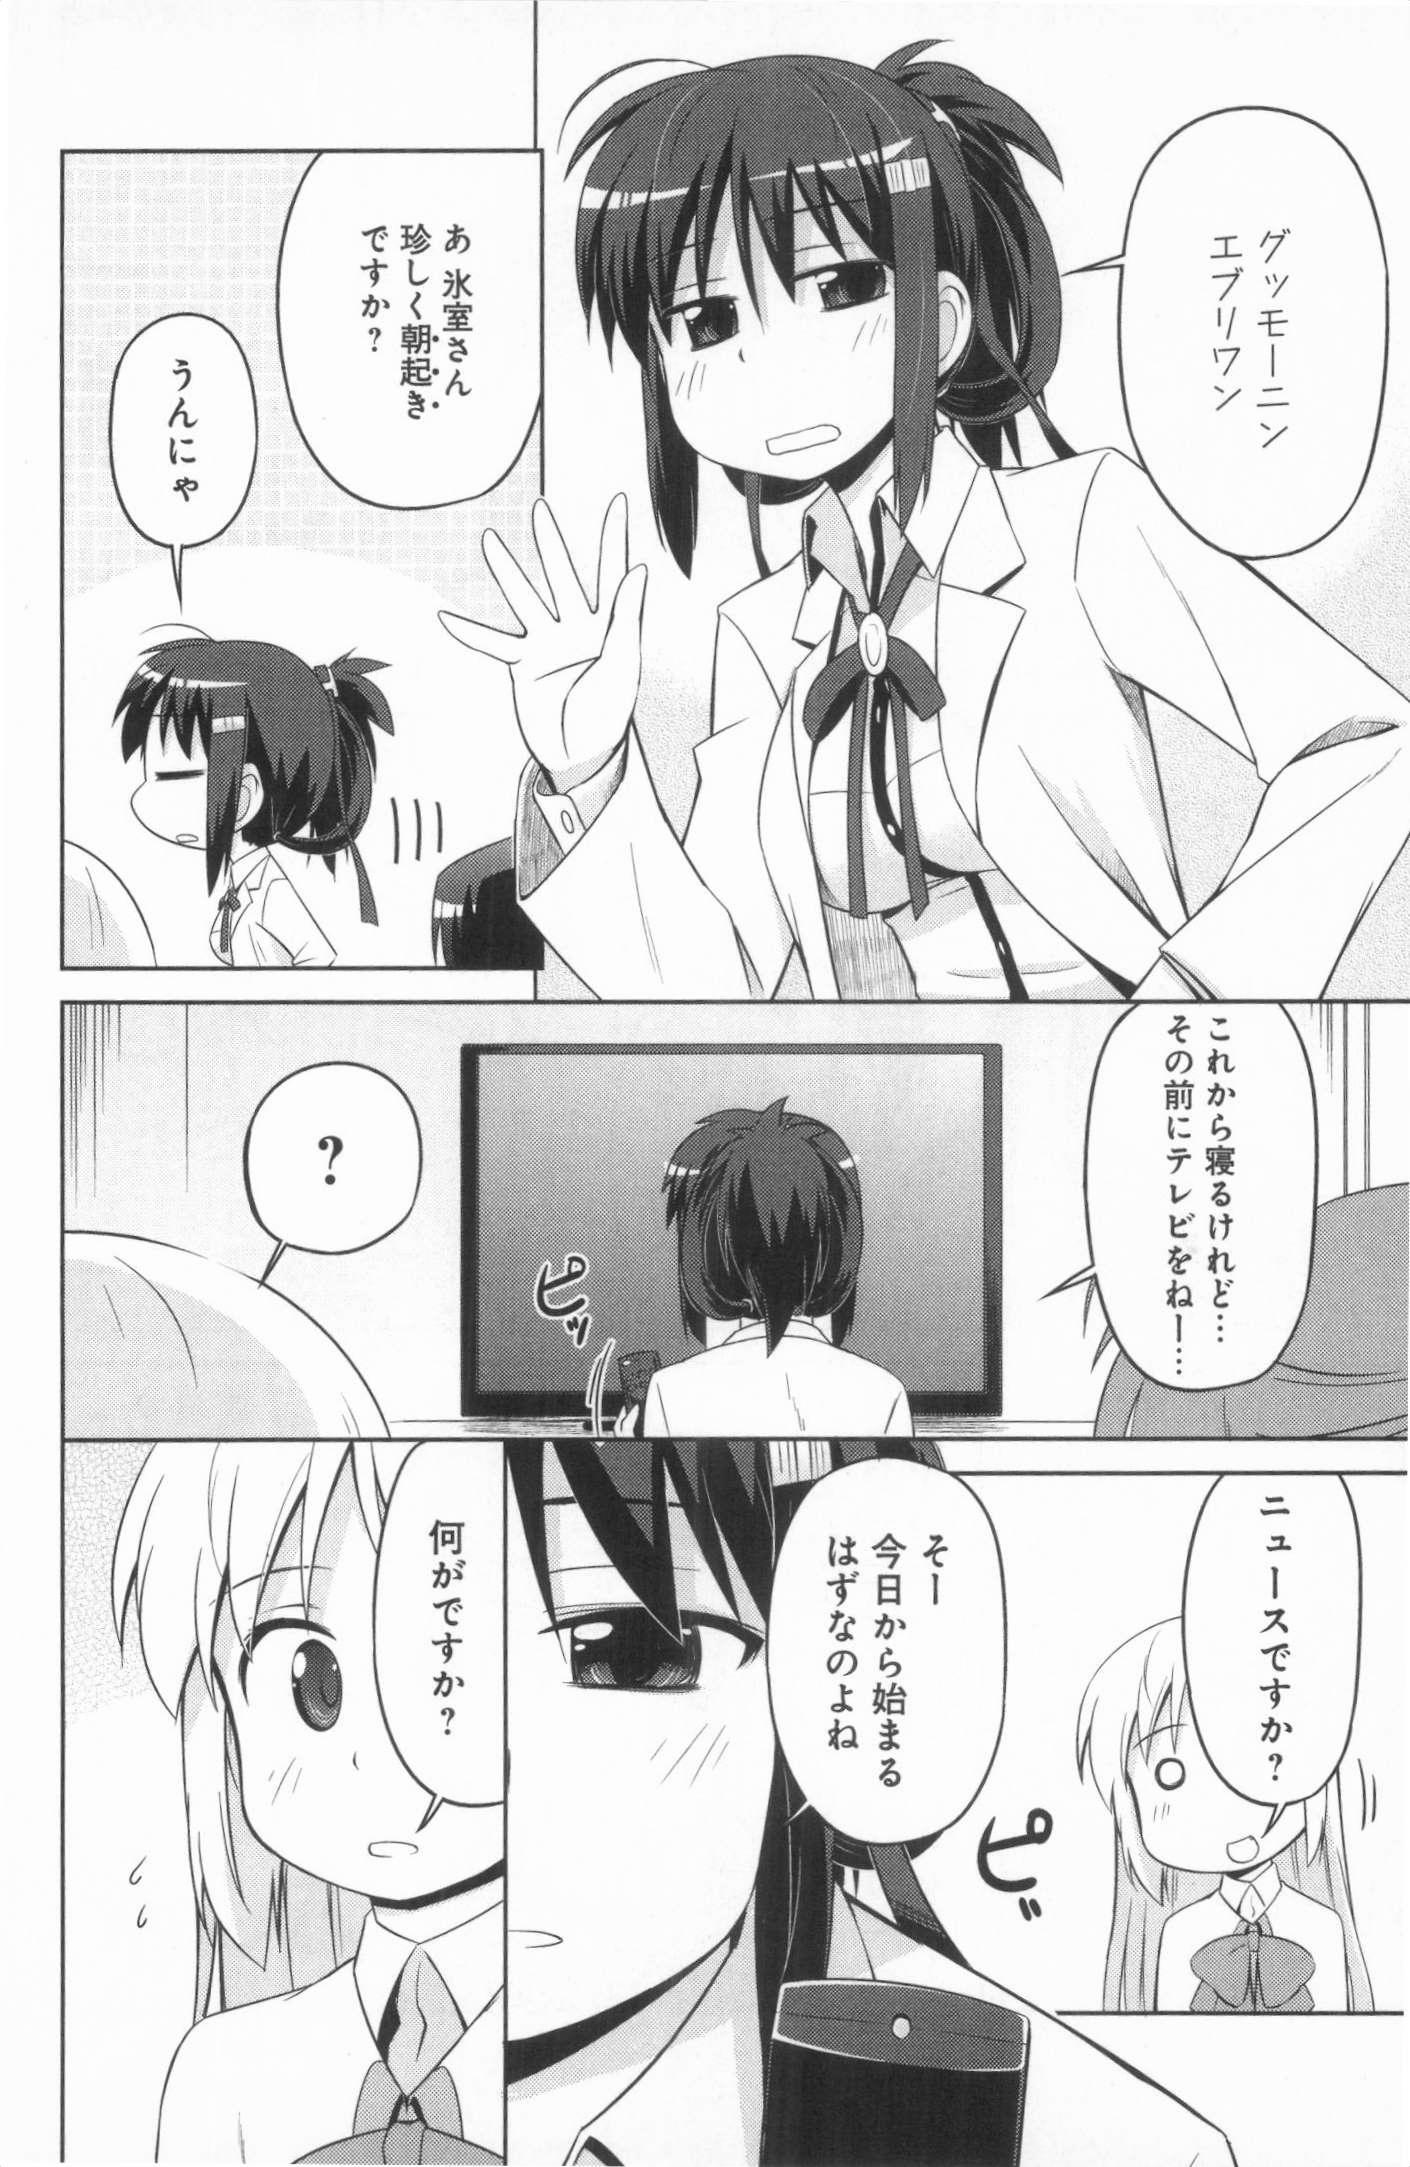 グッモーニン
エブリワン
あ 氷室さん
珍しく朝起き
ですか？
うんにゃ
これから寝るけれど…
その前にテレビをねー…
？
ピッ
ニュースですか？
ピッ
そー
今日から始まる
はずなのよね
何がですか？